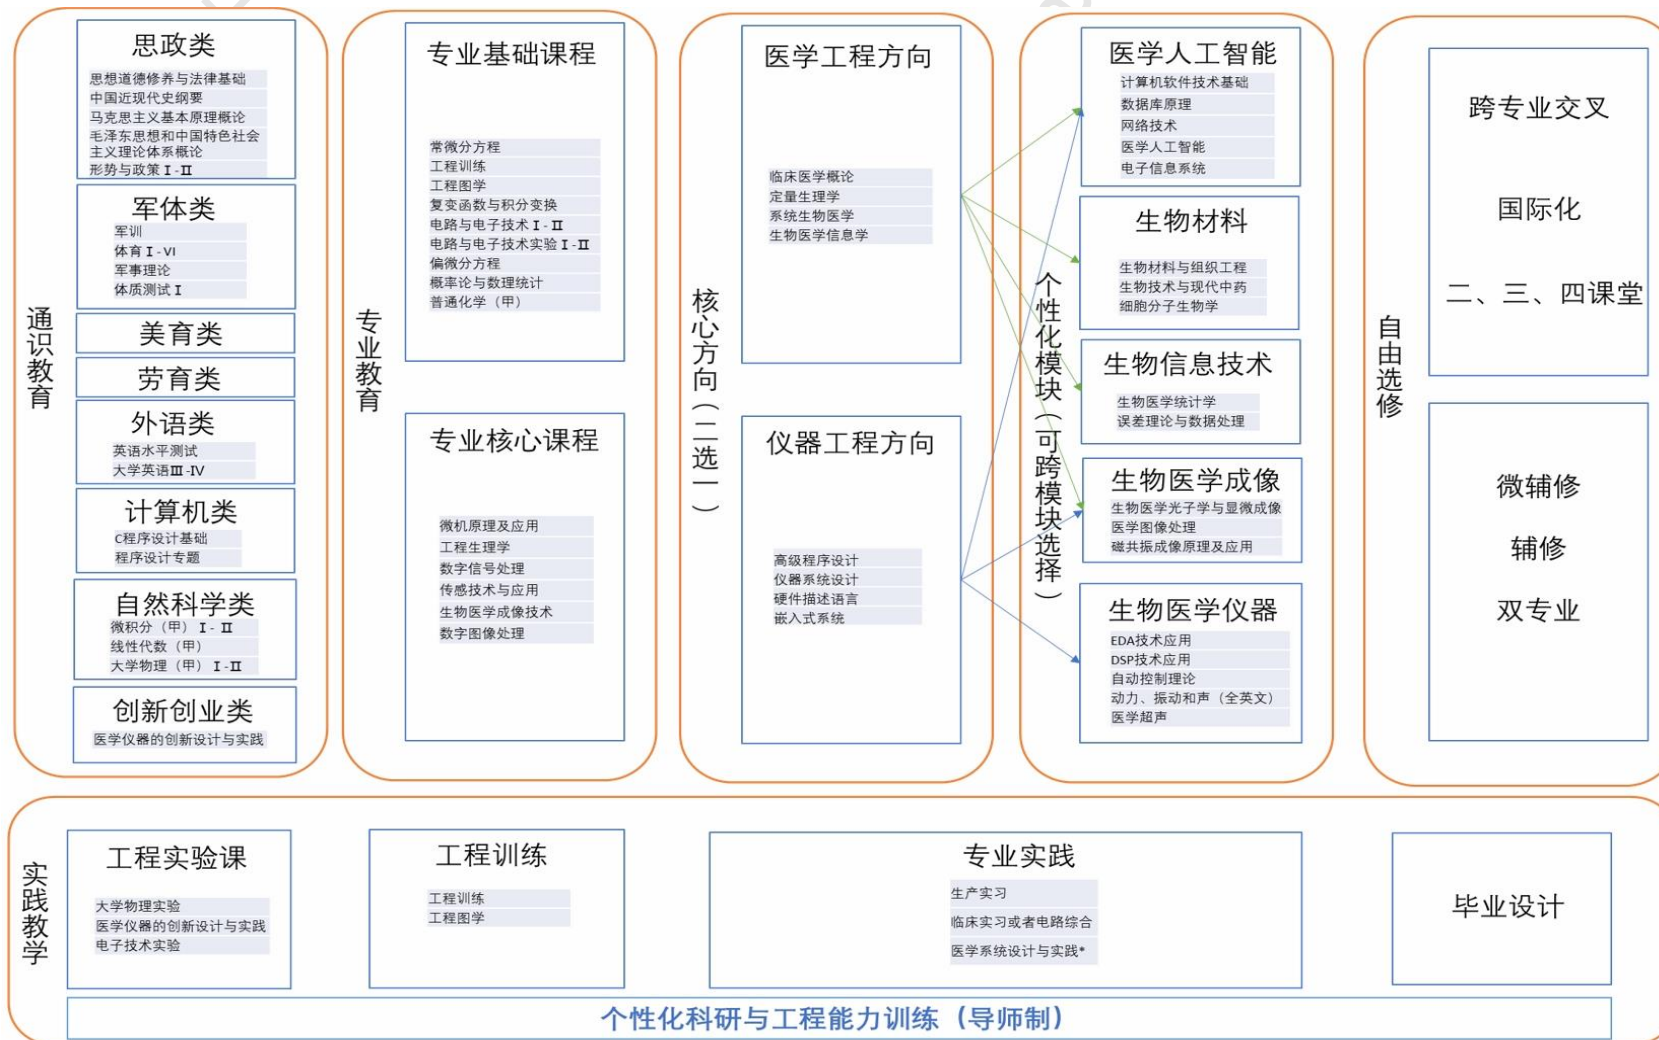 通识教育
思政类
思想道德修养与法律基础
中国近现代史纲要
马克思主义基本原理概论
毛泽东思想和中国特色社会
主义理论体系概论
形势与政策 I -II
军体类
军训
体育 I - VI
军事理论
体质测试 I
美育类
劳育类
外语类
英语水平测试
大学英语III -IV
计算机类
C程序设计基础
程序设计专题
自然科学类
微积分（甲） I - II
线性代数（甲）
大学物理（甲） I -II
创新创业类
医学仪器的创新设计与实践
专业教育
专业基础课程
常微分方程
工程训练
工程图学
复变函数与积分变换
电路与电子技术 I - II
电路与电子技术实验 I -II
偏微分方程
概率论与数理统计
普通化学（甲）
专业核心课程
微机原理及应用
工程生理学
数字信号处理
传感技术与应用
生物医学成像技术
数字图像处理
核心方向（二选一）
医学工程方向
临床医学概论
定量生理学
系统生物医学
生物医学信息学
仪器工程方向
高级程序设计
仪器系统设计
硬件描述语言
嵌入式系统
个性化模块（可跨模块选择）
医学人工智能
计算机软件技术基础
数据库原理
网络技术
医学人工智能
电子信息系统
生物材料
生物材料与组织工程
生物技术与现代中药
细胞分子生物学
生物信息技术
生物医学统计学
误差理论与数据处理
生物医学成像
生物医学光子学与显微成像
医学图像处理
磁共振成像原理及应用
生物医学仪器
EDA技术应用
DSP技术应用
自动控制理论
动力、振动和声（全英文）
医学超声
自由选修
跨专业交叉
国际化
二、三、四课堂
微辅修
辅修
双专业
实践教学
工程实验课
大学物理实验
医学仪器的创新设计与实践
电子技术实验
工程训练
工程训练
工程图学
专业实践
生产实习
临床实习或者电路综合
医学系统设计与实践*
毕业设计
个性化科研与工程能力训练（导师制）